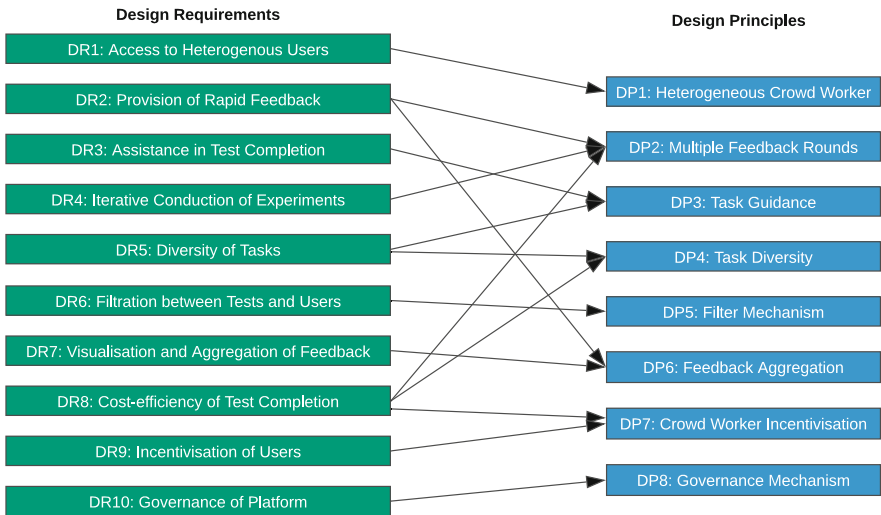 Design Requirements
DR1: Access to Heterogenous Users
DR2: Provision of Rapid Feedback
DR3: Assistance in Test Completion
DR4: Iterative Conduction of Experiments
DR5: Diversity of Tasks
DR6: Filtration between Tests and Users
DR7: Visualisation and Aggregation of Feedback
DR8: Cost-efficiency of Test Completion
DR9: Incentivisation of Users
DR10: Governance of Platform
Design Principles
DP1: Heterogeneous Crowd Worker
DP2: Multiple Feedback Rounds
DP3: Task Guidance
DP4: Task Diversity
DP5: Filter Mechanism
DP6: Feedback Aggregation
DP7: Crowd Worker Incentivisation
DP8: Governance Mechanism